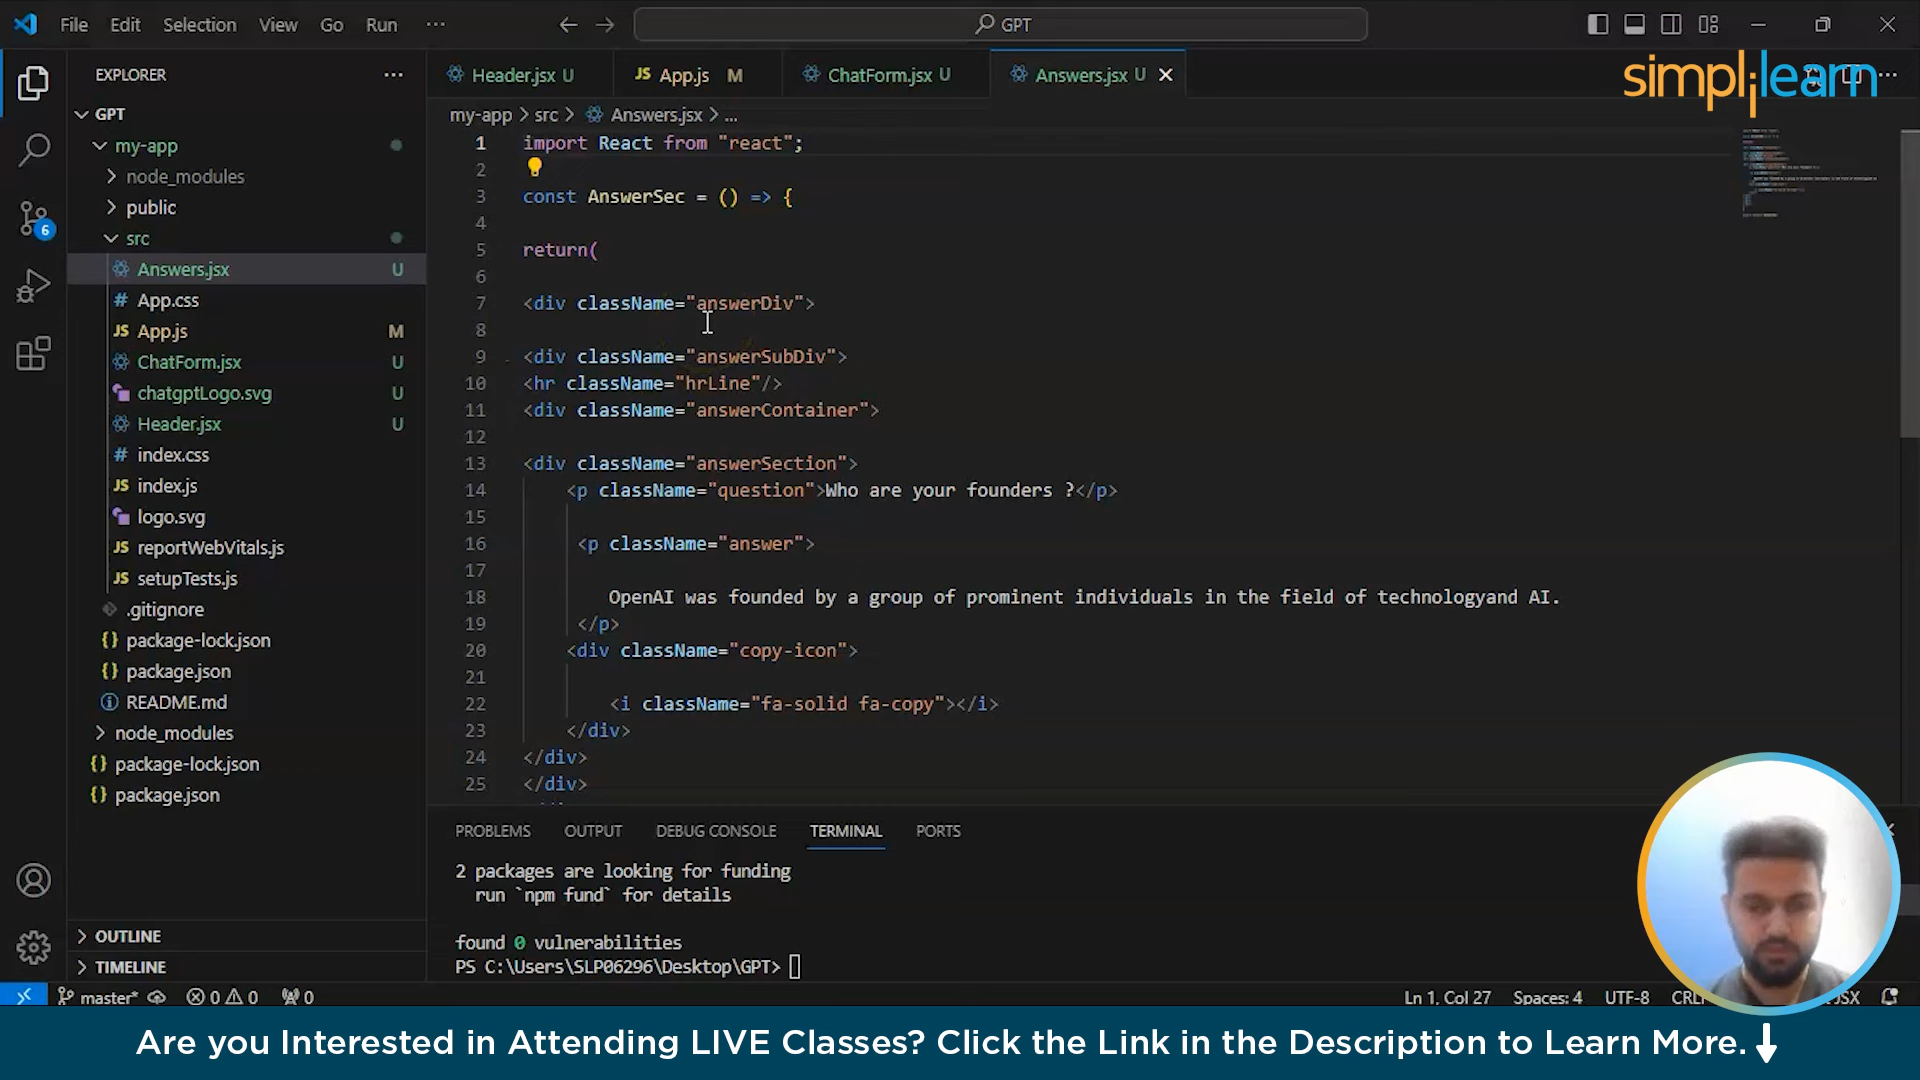 File Edit Selection View Go Run ··· GPT
EXPLORER ···
GPT
my-app
node_modules
public
src
Answers.jsx U
App.css
App.js M
ChatForm.jsx U
chatgptLogo.svg U
Header.jsx U
index.css
index.js
logo.svg
reportWebVitals.js
setupTests.js
.gitignore
package-lock.json
package.json
README.md
node_modules
package-lock.json
package.json
OUTLINE
TIMELINE
6
Header.jsx U App.js M ChatForm.jsx U Answers.jsx U
simplilearn
my-app > src > Answers.jsx > ...
1 import React from "react";
2
3 const AnswerSec = () => {
4
5 return(
6
7 <div className="answerDiv">
8
9 <div className="answerSubDiv">
10 <hr className="hrLine"/>
11 <div className="answerContainer">
12
13 <div className="answerSection">
14 <p className="question">Who are your founders ?</p>
15
16 <p className="answer">
17
18 OpenAI was founded by a group of prominent individuals in the field of technologyand AI.
19 </p>
20 <div className="copy-icon">
21
22 <i className="fa-solid fa-copy"></i>
23 </div>
24 </div>
25 </div>
PROBLEMS OUTPUT DEBUG CONSOLE TERMINAL PORTS
2 packages are looking for funding
run `npm fund` for details
found 0 vulnerabilities
PS C:\Users\SLP06296\Desktop\GPT>
master* 0 0 0 Ln 1, Col 27 Spaces: 4 UTF-8
Are you Interested in Attending LIVE Classes? Click the Link in the Description to Learn More.